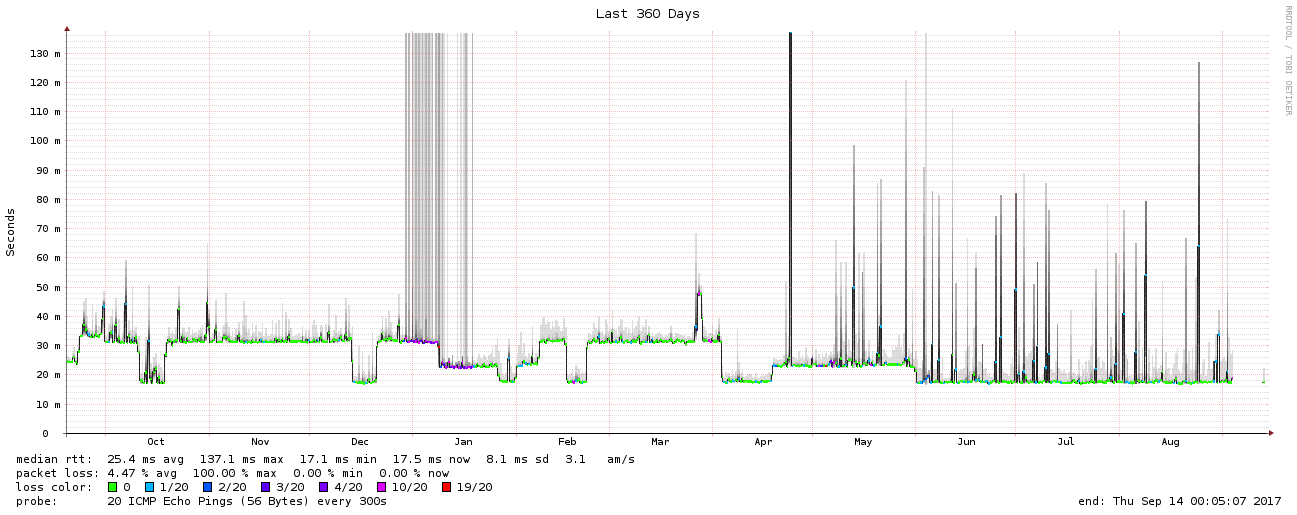 Last 360 Days
RRDTOOL / TOBI OETIKER
Seconds
130 m
120 m
110 m
100 m
90 m
80 m
70 m
60 m
50 m
40 m
30 m
20 m
10 m
0
Oct Nov Dec Jan Feb Mar Apr May Jun Jul Aug
median rtt: 25.4 ms avg 137.1 ms max 17.1 ms min 17.5 ms now 8.1 ms sd 3.1 am/s
packet loss: 4.47 % avg 100.00 % max 0.00 % min 0.00 % now
loss color: 0 1/20 2/20 3/20 4/20 10/20 19/20
probe: 20 ICMP Echo Pings (56 Bytes) every 300s end: Thu Sep 14 00:05:07 2017